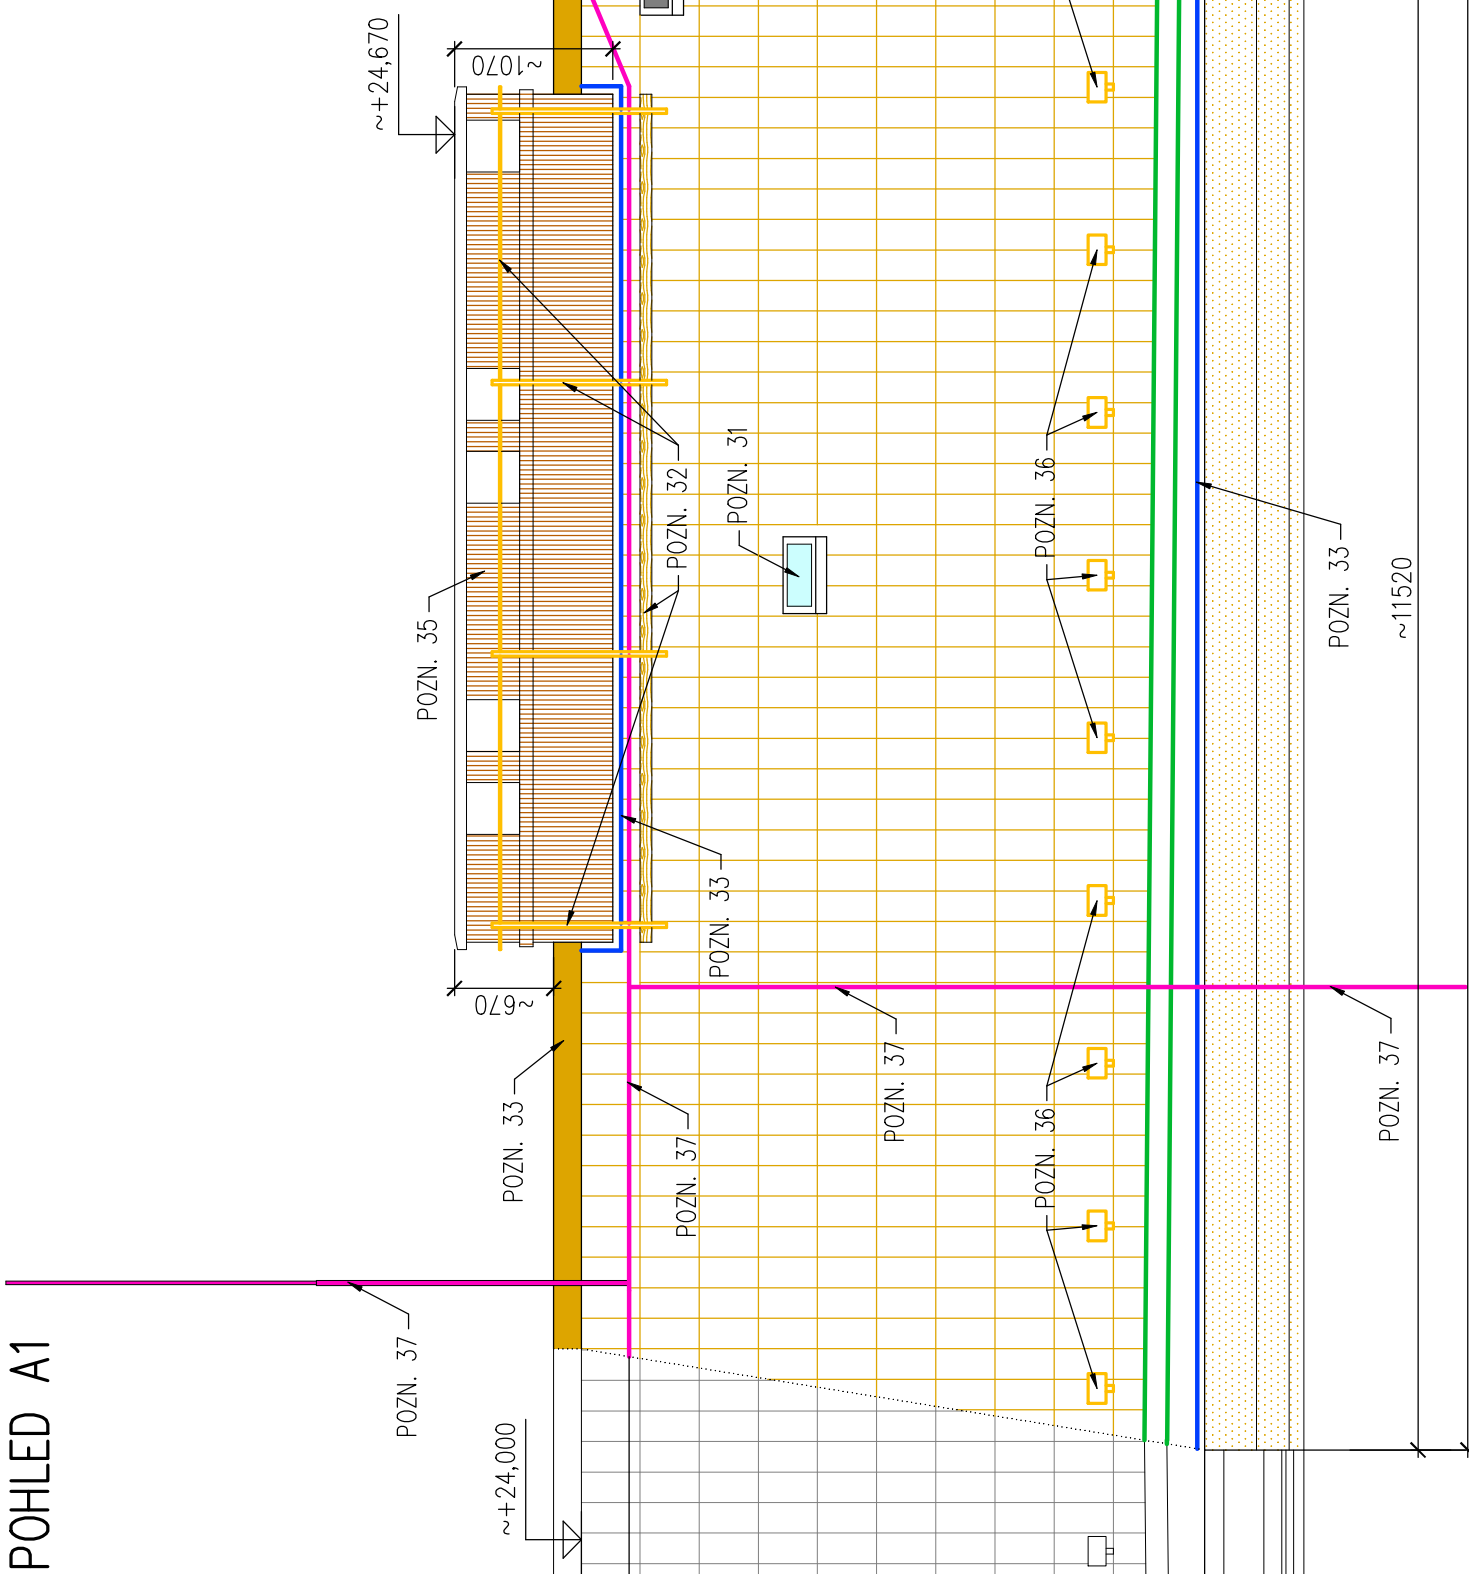 POHLED A1
~+24,670
~1070
POZN. 35
POZN. 32
POZN. 31
POZN. 36
POZN. 33
~11520
POZN. 33
~670
POZN. 33
POZN. 37
POZN. 37
POZN. 36
POZN. 37
POZN. 37
~+24,000